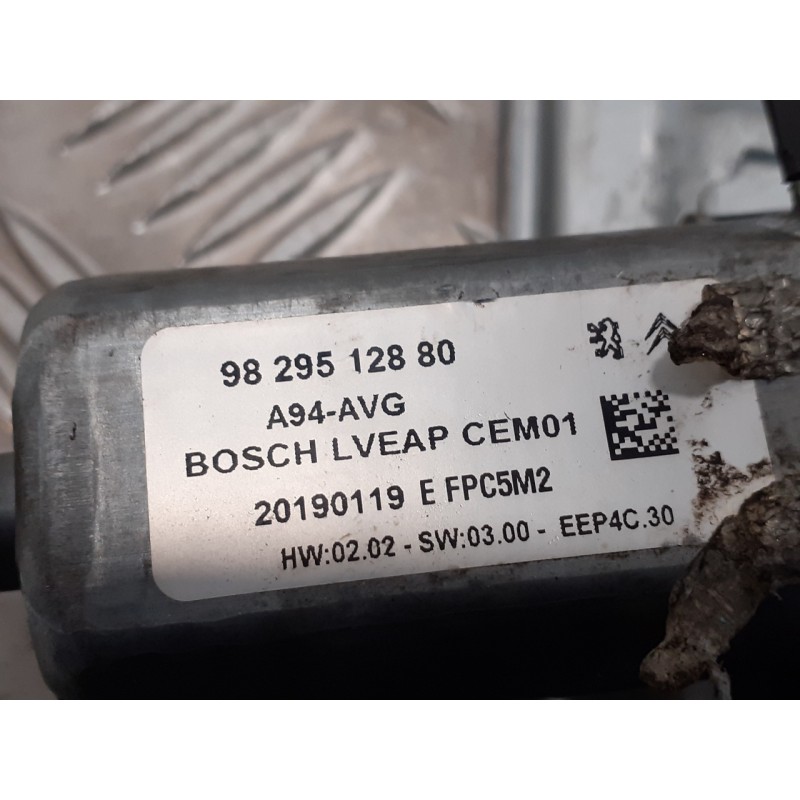 98 295 128 80
A94-AVG
BOSCH LVEAP CEM01
20190119 E FPC5M2
HW:02.02 - SW:03.00 - EEP4C.30